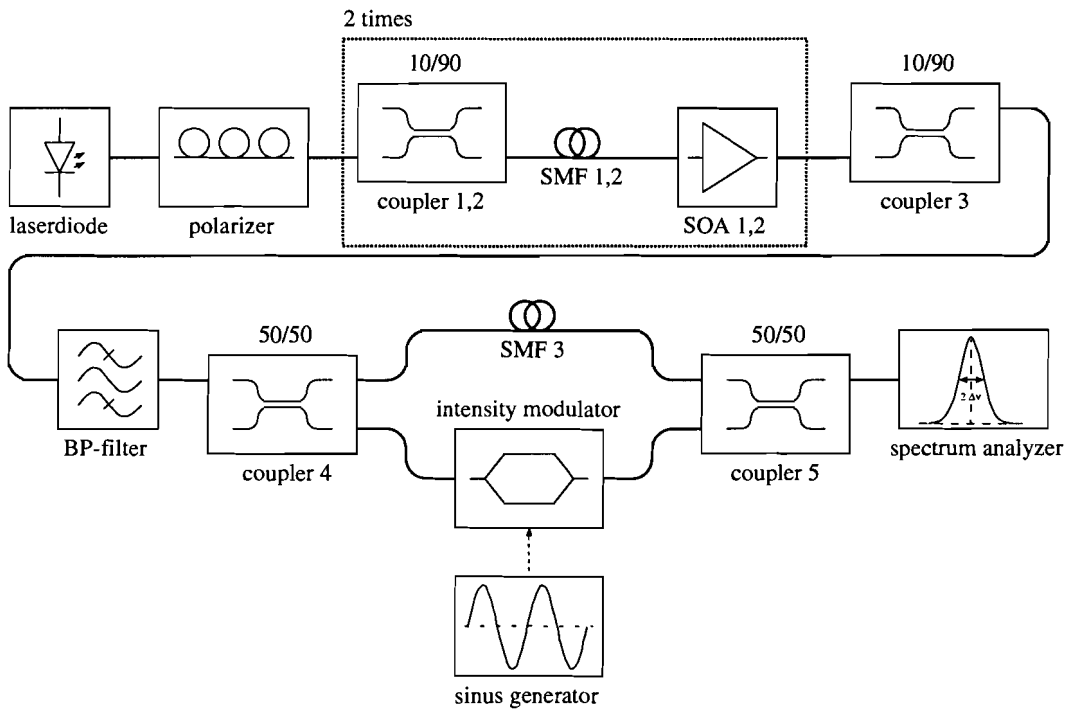 2 times
10/90
10/90
laserdiode
polarizer
coupler 1,2
SMF 1,2
SOA 1,2
coupler 3
50/50
SMF 3
50/50
BP-filter
coupler 4
intensity modulator
coupler 5
2 Δν
spectrum analyzer
sinus generator